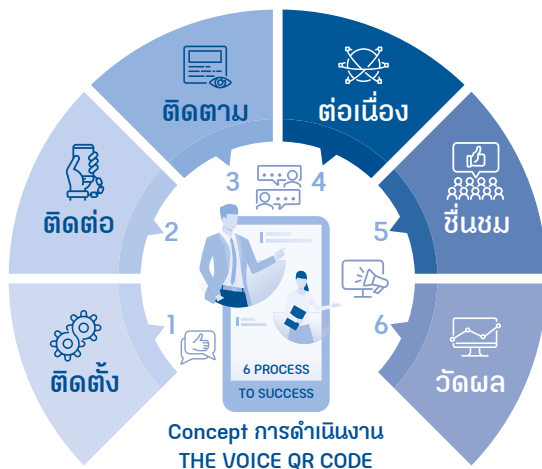 1
ติดตั้ง
2
ติดต่อ
3
ติดตาม
4
ต่อเนื่อง
5
ชื่นชม
6
วัดผล
6 PROCESS
TO SUCCESS
Concept การดำเนินงาน
THE VOICE QR CODE